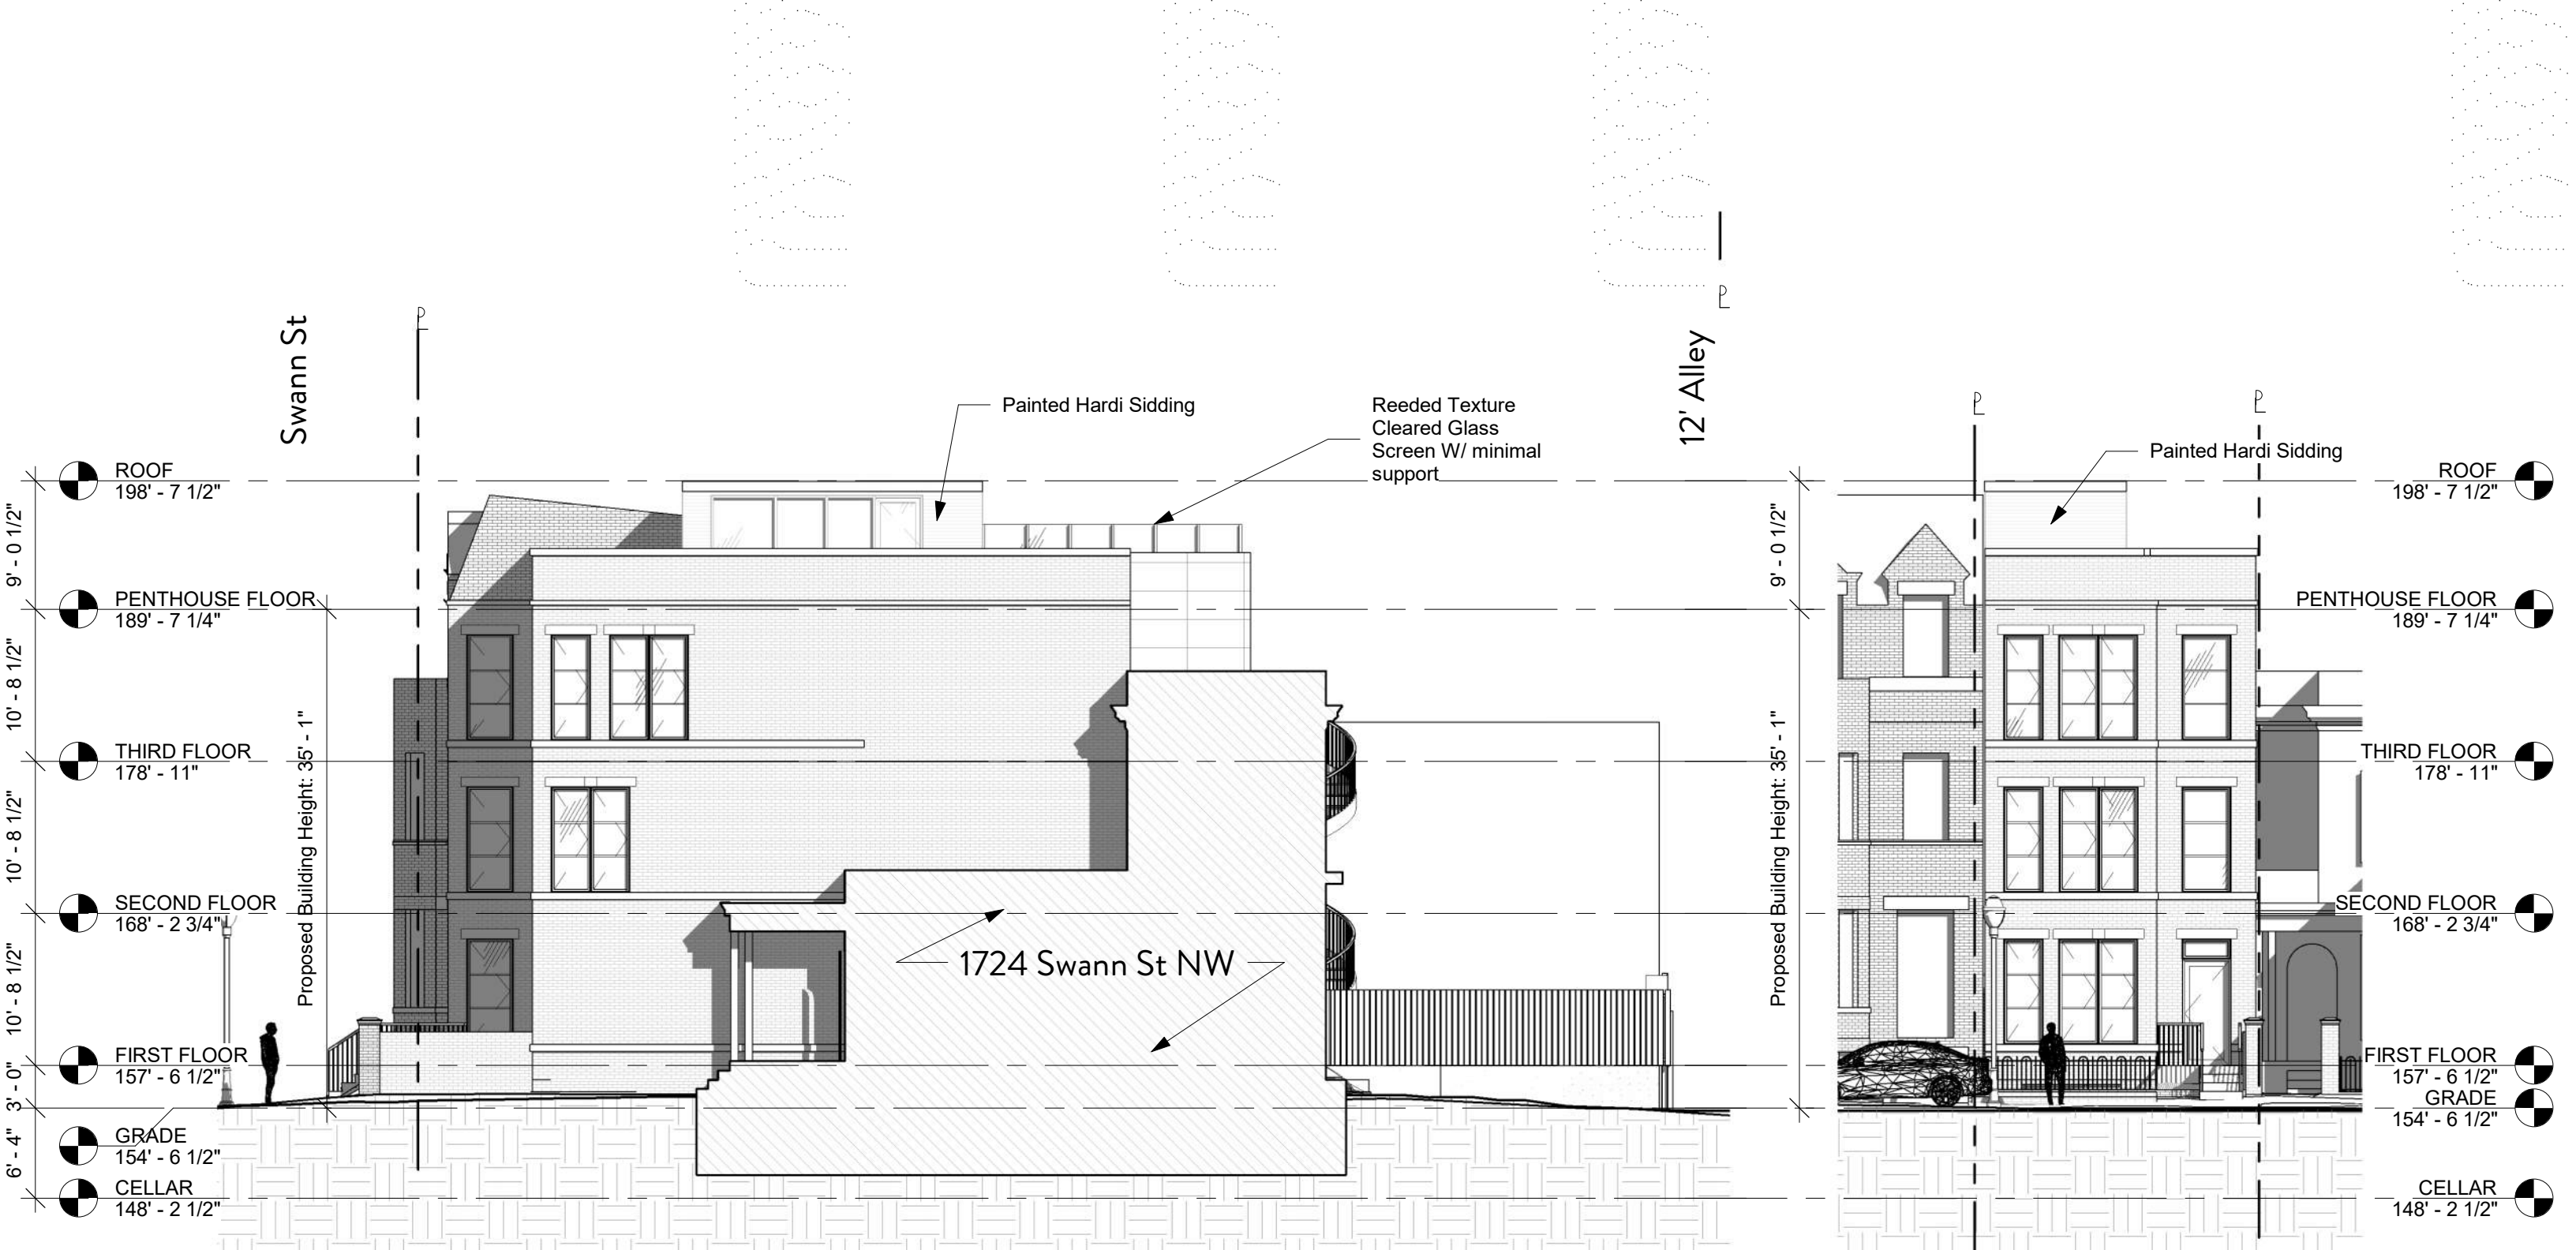 Swann St
12' Alley
Painted Hardi Sidding
Reeded Texture
Cleared Glass
Screen W/ minimal
support
ROOF
198' - 7 1/2"
PENTHOUSE FLOOR
189' - 7 1/4"
THIRD FLOOR
178' - 11"
SECOND FLOOR
168' - 2 3/4"
FIRST FLOOR
157' - 6 1/2"
GRADE
154' - 6 1/2"
CELLAR
148' - 2 1/2"
9' - 0 1/2"
10' - 8 1/2"
10' - 8 1/2"
10' - 8 1/2"
3' - 0"
6' - 4"
Proposed Building Height: 35' - 1"
PL
PL
1724 Swann St NW
PL
PL
Painted Hardi Sidding
9' - 0 1/2"
Proposed Building Height: 35' - 1"
ROOF
198' - 7 1/2"
PENTHOUSE FLOOR
189' - 7 1/4"
THIRD FLOOR
178' - 11"
SECOND FLOOR
168' - 2 3/4"
FIRST FLOOR
157' - 6 1/2"
GRADE
154' - 6 1/2"
CELLAR
148' - 2 1/2"